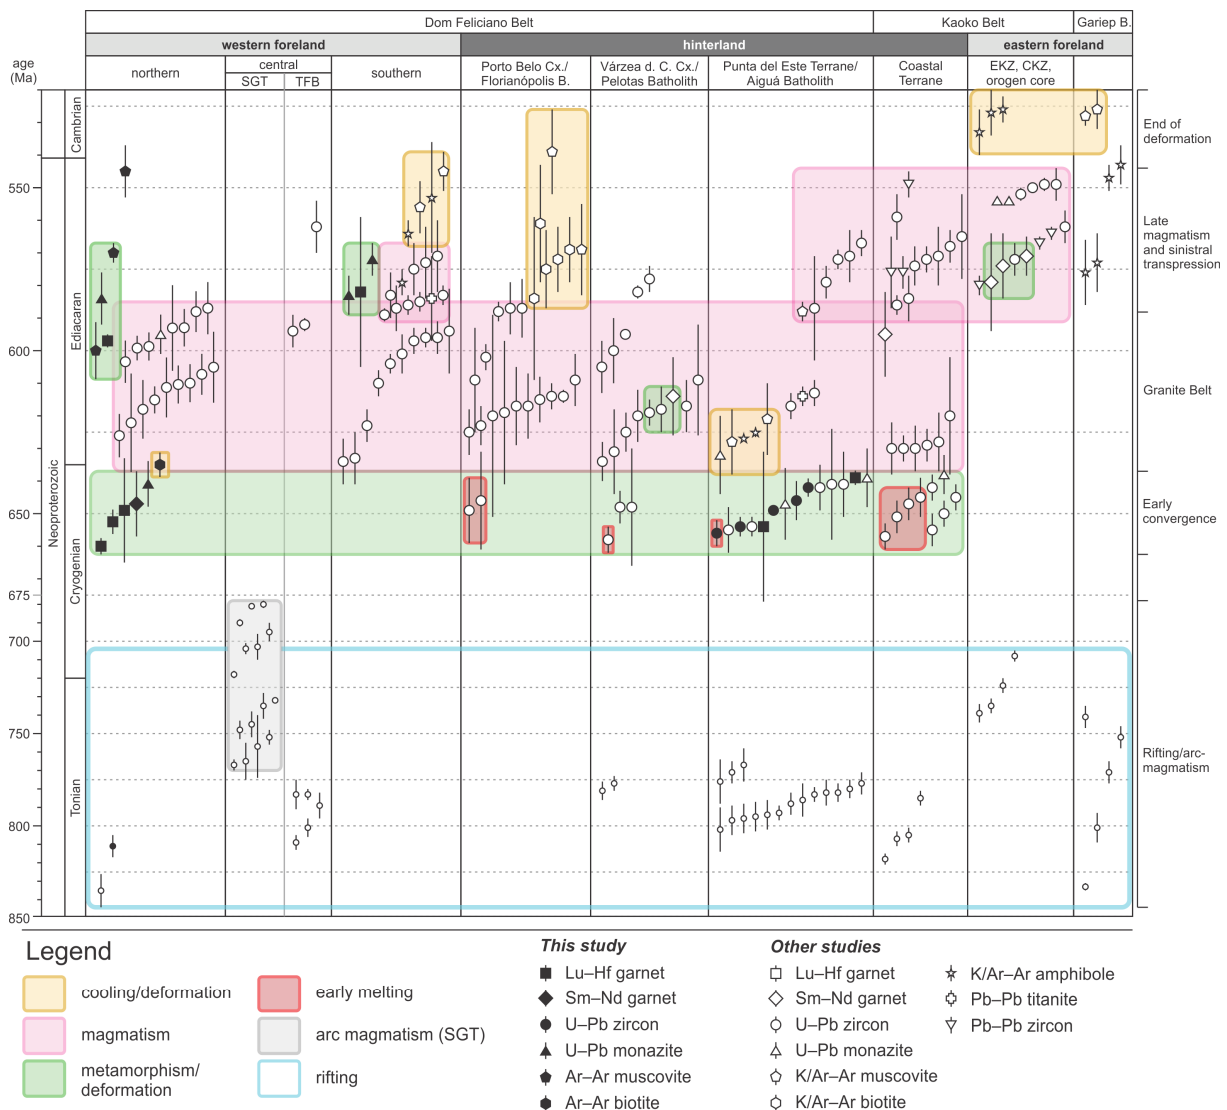 Dom Feliciano Belt
Kaoko Belt
Gariep B.
western foreland
hinterland
eastern foreland
age
(Ma)
northern
central
SGT
TFB
southern
Porto Belo Cx./
Florianópolis B.
Várzea d. C. Cx./
Pelotas Batholith
Punta del Este Terrane/
Aiguá Batholith
Coastal
Terrane
EKZ, CKZ,
orogen core
550
600
650
675
700
750
800
850
Neoproterozoic
Cambrian
Ediacaran
Cryogenian
Tonian
End of
deformation
Late
magmatism
and sinistral
transpression
Granite Belt
Early
convergence
Rifting/arc-
magmatism
Legend
cooling/deformation
magmatism
metamorphism/
deformation
early melting
arc magmatism (SGT)
rifting
This study
Lu–Hf garnet
Sm–Nd garnet
U–Pb zircon
U–Pb monazite
Ar–Ar muscovite
Ar–Ar biotite
Other studies
Lu–Hf garnet
Sm–Nd garnet
U–Pb zircon
U–Pb monazite
K/Ar–Ar muscovite
K/Ar–Ar biotite
K/Ar–Ar amphibole
Pb–Pb titanite
Pb–Pb zircon